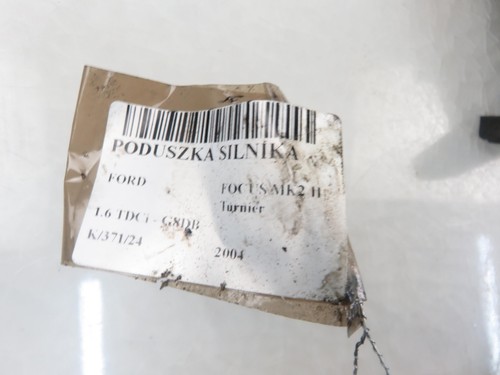 PODUSZKA SILNIKA
FORD FOCUS MK2 II
Turnier
1.6 TDCi - G8DB
K/371/24 2004